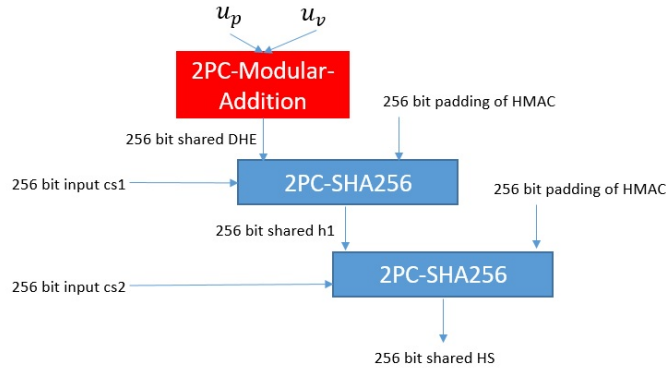 u_p u_v
2PC-Modular-
Addition
256 bit padding of HMAC
256 bit shared DHE
256 bit input cs1
2PC-SHA256
256 bit padding of HMAC
256 bit shared h1
256 bit input cs2
2PC-SHA256
256 bit shared HS